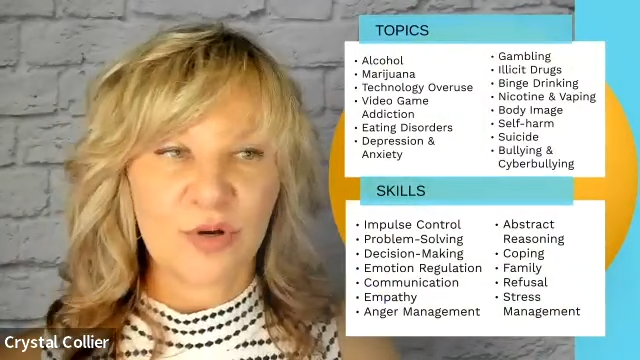 TOPICS
• Alcohol
• Marijuana
• Technology Overuse
• Video Game
Addiction
• Eating Disorders
• Depression &
Anxiety
• Gambling
• Illicit Drugs
• Binge Drinking
• Nicotine & Vaping
• Body Image
• Self-harm
• Suicide
• Bullying &
Cyberbullying
SKILLS
• Impulse Control
• Problem-Solving
• Decision-Making
• Emotion Regulation
• Communication
• Empathy
• Anger Management
• Abstract
Reasoning
• Coping
• Family
• Refusal
• Stress
Management
Crystal Collier